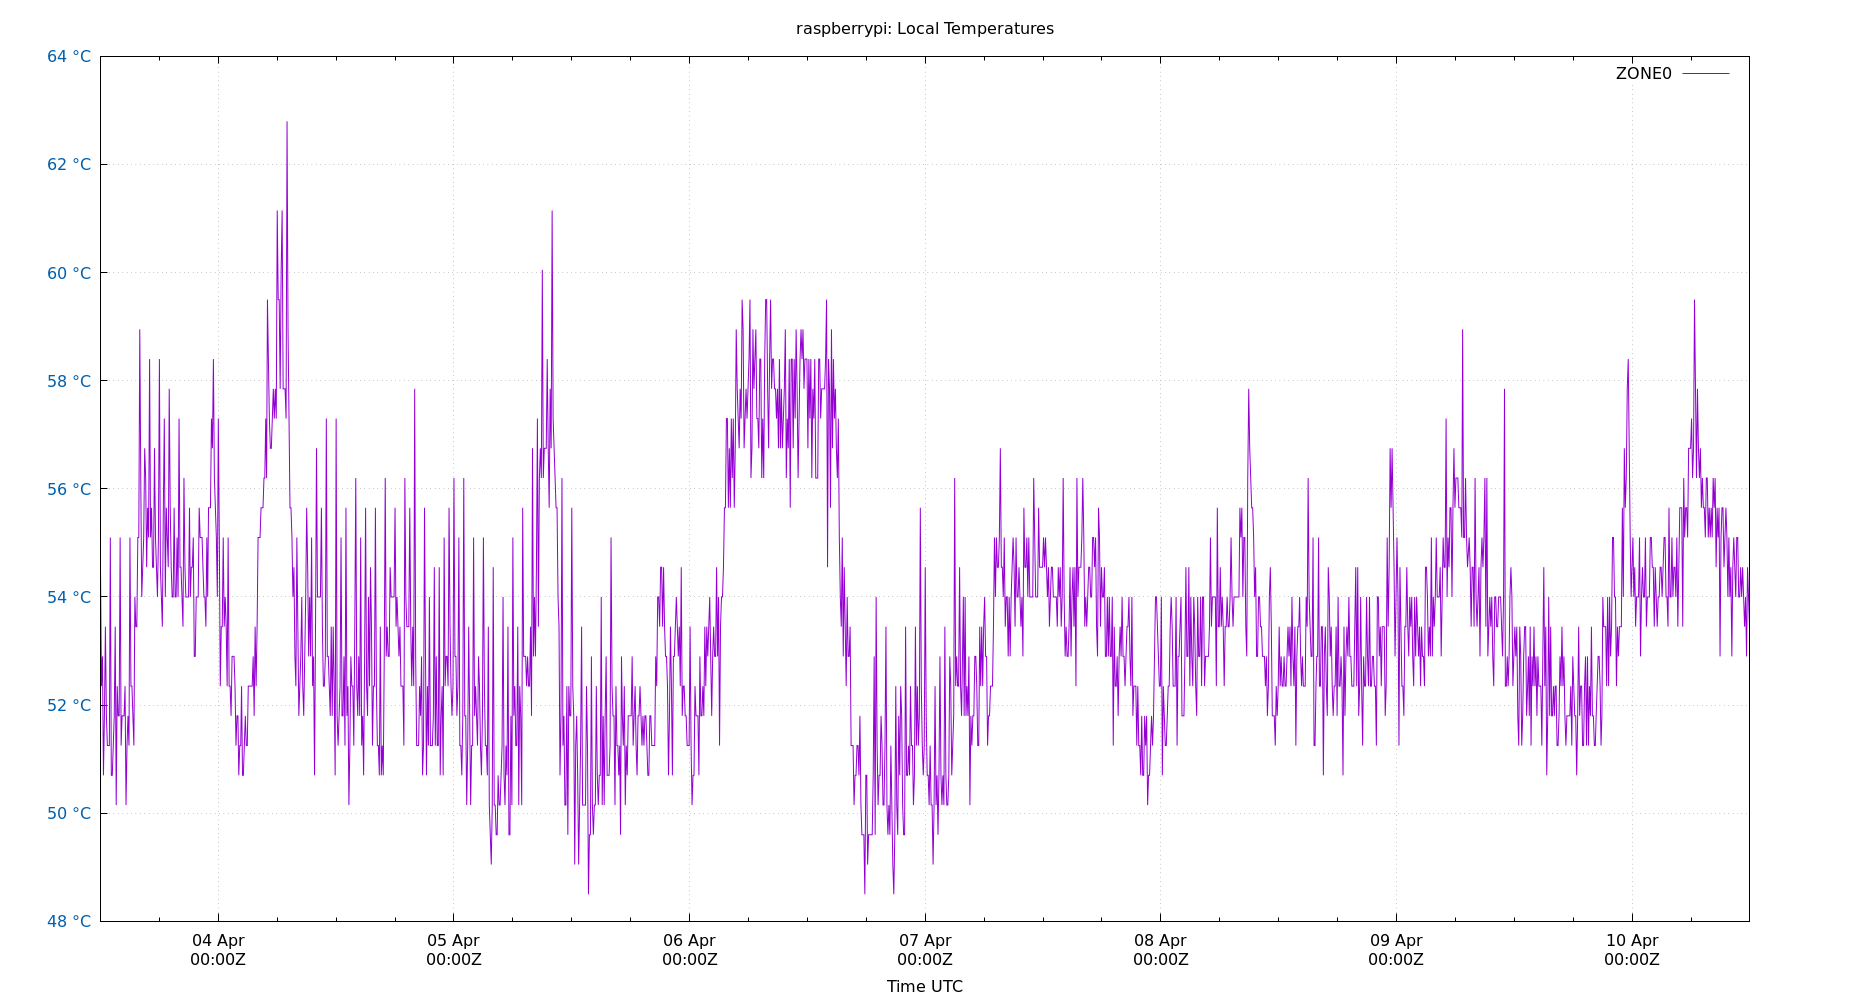 raspberrypi: Local Temperatures
64 °C
ZONE0
62 °C
60 °C
58 °C
56 °C
54 °C
52 °C
50 °C
48 °C
04 Apr 05 Apr 06 Apr 07 Apr 08 Apr 09 Apr 10 Apr
00:00Z 00:00Z 00:00Z 00:00Z 00:00Z 00:00Z 00:00Z
Time UTC